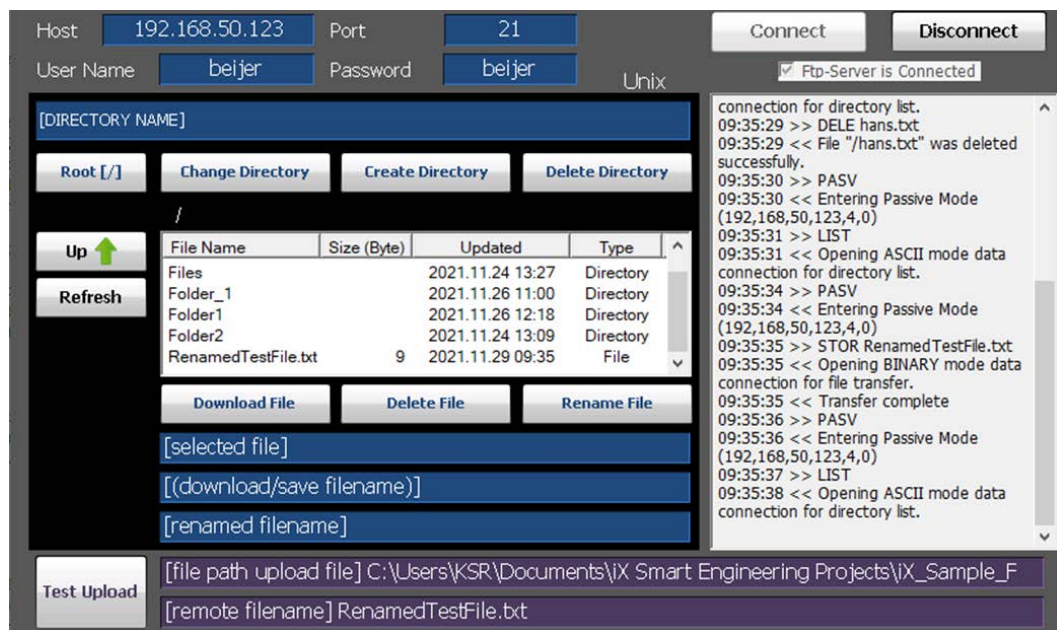 Host 192.168.50.123 Port 21 Connect Disconnect
User Name beijer Password beijer Unix Ftp-Server is Connected
[DIRECTORY NAME]
Root [/] Change Directory Create Directory Delete Directory
/
Up
Refresh
File Name Size (Byte) Updated Type
Files 2021.11.24 13:27 Directory
Folder_1 2021.11.26 11:00 Directory
Folder1 2021.11.26 12:18 Directory
Folder2 2021.11.24 13:09 Directory
RenamedTestFile.txt 9 2021.11.29 09:35 File
Download File Delete File Rename File
[selected file]
[(download/save filename)]
[renamed filename]
connection for directory list.
09:35:29 >> DELE hans.txt
09:35:29 << File "/hans.txt" was deleted
successfully.
09:35:30 >> PASV
09:35:30 << Entering Passive Mode
(192,168,50,123,4,0)
09:35:31 >> LIST
09:35:31 << Opening ASCII mode data
connection for directory list.
09:35:34 >> PASV
09:35:34 << Entering Passive Mode
(192,168,50,123,4,0)
09:35:35 >> STOR RenamedTestFile.txt
09:35:35 << Opening BINARY mode data
connection for file transfer.
09:35:35 << Transfer complete
09:35:36 >> PASV
09:35:36 << Entering Passive Mode
(192,168,50,123,4,0)
09:35:37 >> LIST
09:35:38 << Opening ASCII mode data
connection for directory list.
Test Upload
[file path upload file] C:\Users\KSR\Documents\iX Smart Engineering Projects\iX_Sample_F
[remote filename] RenamedTestFile.txt